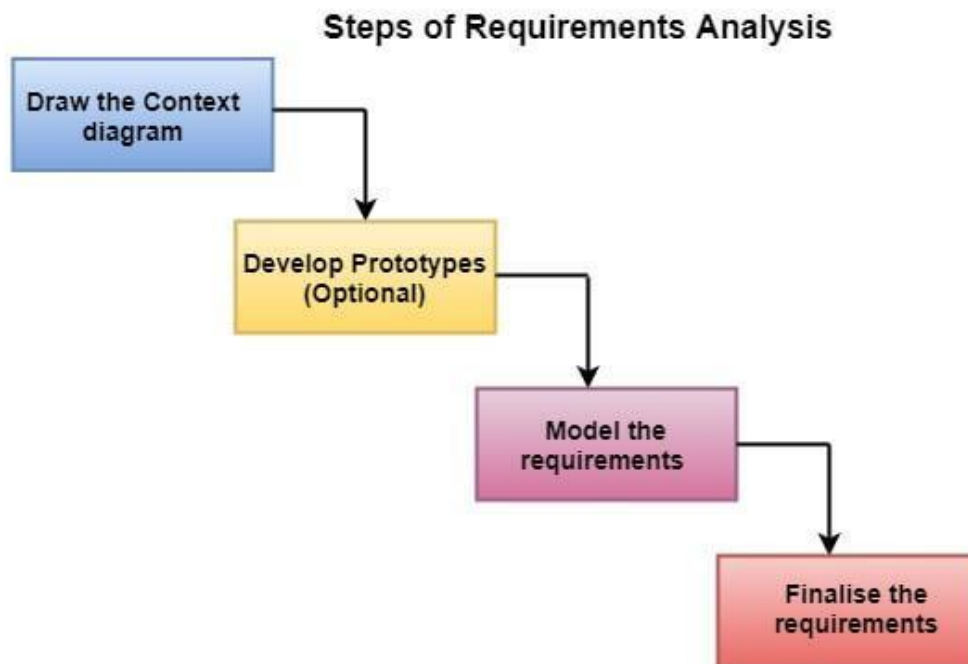 Steps of Requirements Analysis
Draw the Context
diagram
Develop Prototypes
(Optional)
Model the
requirements
Finalise the
requirements